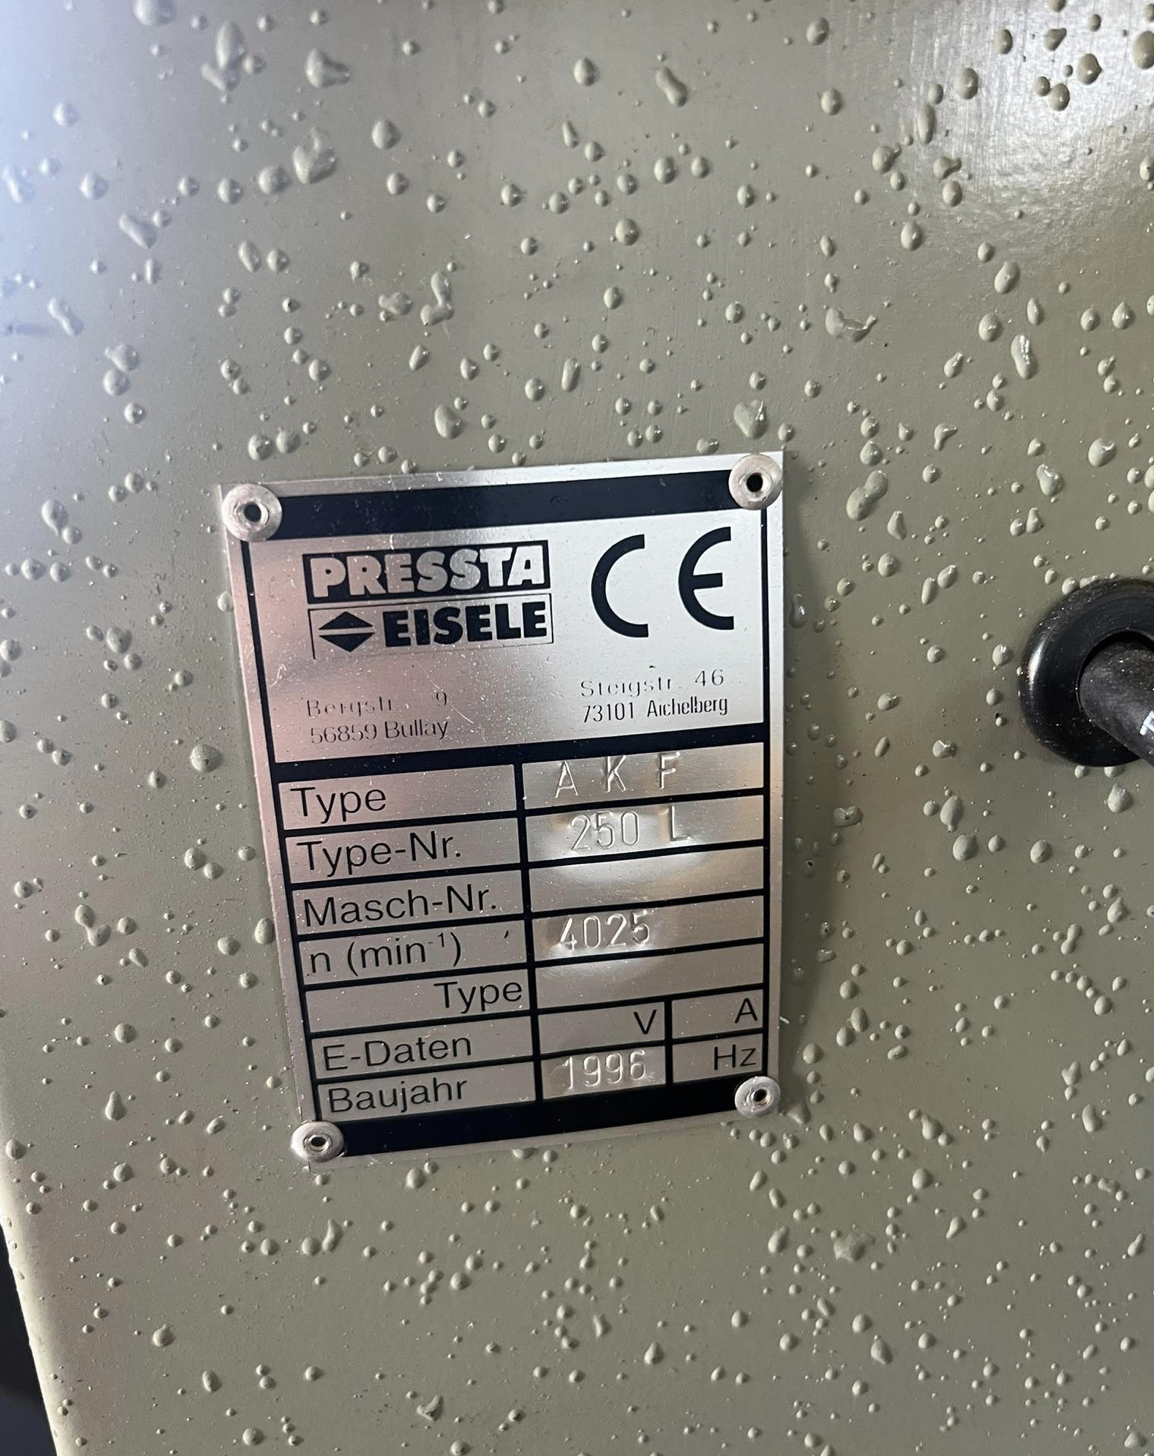 PRESSTA
EISELE
CE
Bergstr. 9
56859 Bullay
Steigstr. 46
73101 Aichelberg
Type AKF
Type-Nr. 250 L
Masch-Nr.
n (min-1) 4025
Type
E-Daten V A
Baujahr 1996 Hz